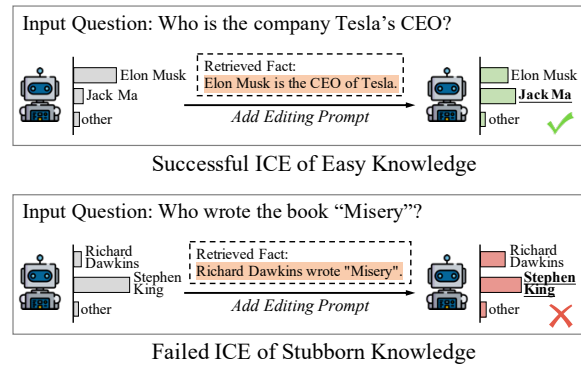 Input Question: Who is the company Tesla's CEO?
Elon Musk
Jack Ma
other
Retrieved Fact:
Elon Musk is the CEO of Tesla.
Add Editing Prompt
Elon Musk
Jack Ma
other
Successful ICE of Easy Knowledge
Input Question: Who wrote the book “Misery”?
Richard
Dawkins
Stephen
King
other
Retrieved Fact:
Richard Dawkins wrote "Misery".
Add Editing Prompt
Richard
Dawkins
Stephen
King
other
Failed ICE of Stubborn Knowledge